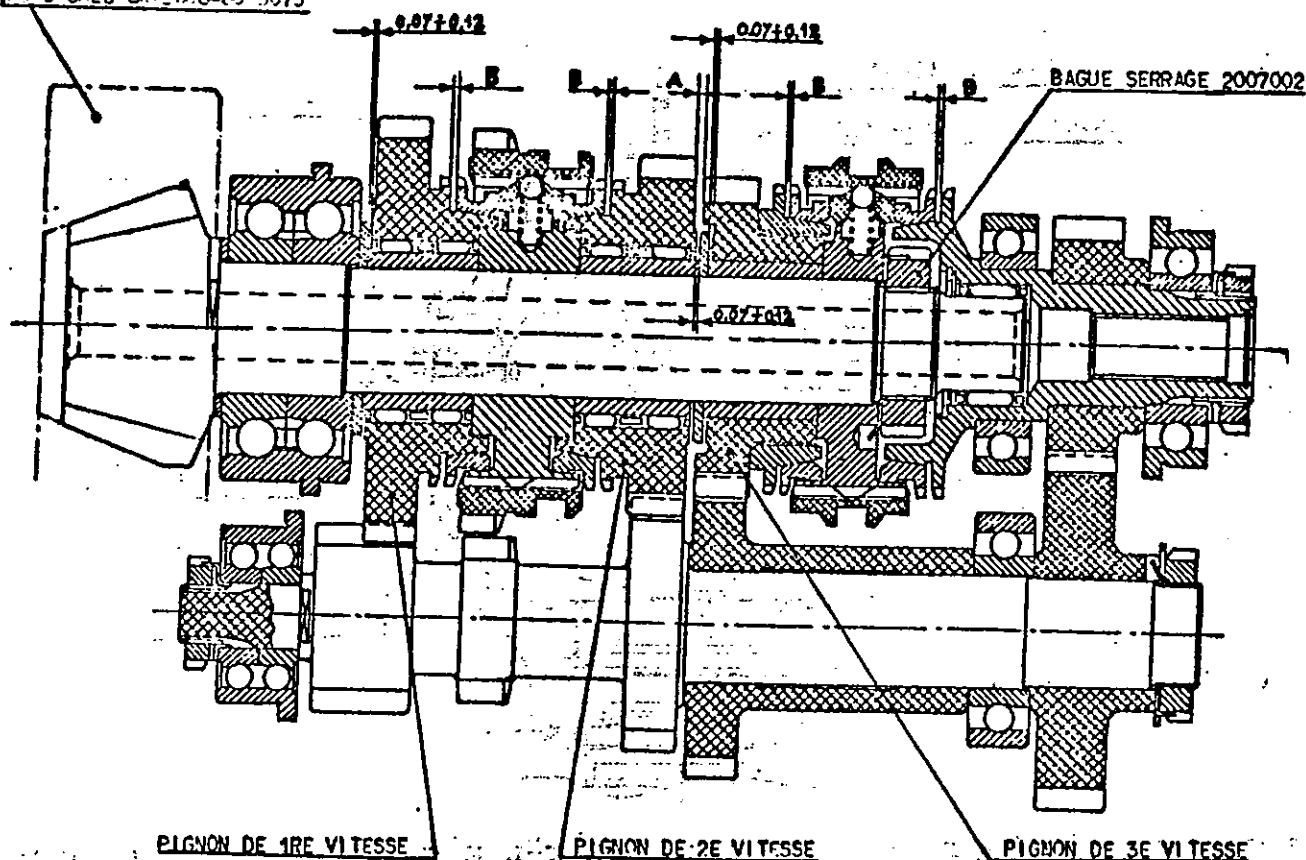 0,07+0,12
0.07+0.12
B
B
A
B
B
BAGUE SERRAGE 2007002
0.07+0.12
PIGNON DE 1RE VITESSE
PIGNON DE 2E VITESSE
PIGNON DE 3E VITESSE